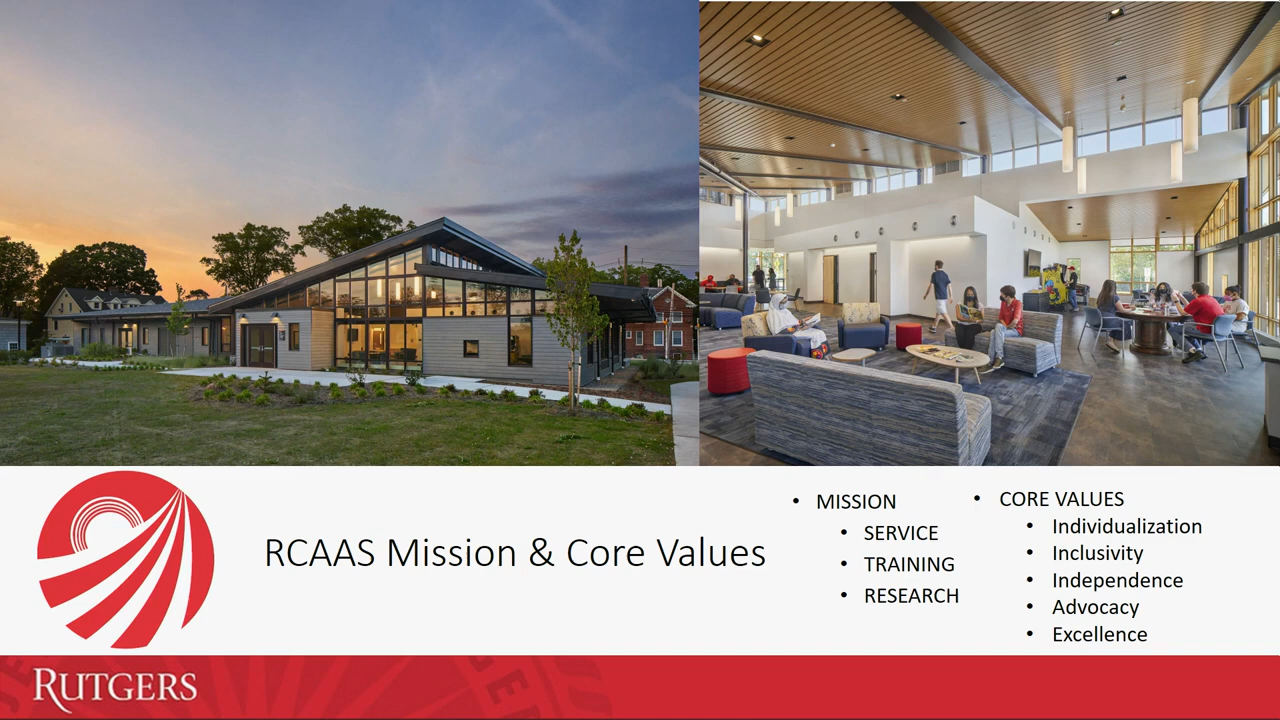 RCAAS Mission & Core Values
• MISSION
• SERVICE
• TRAINING
• RESEARCH
• CORE VALUES
• Individualization
• Inclusivity
• Independence
• Advocacy
• Excellence
RUTGERS